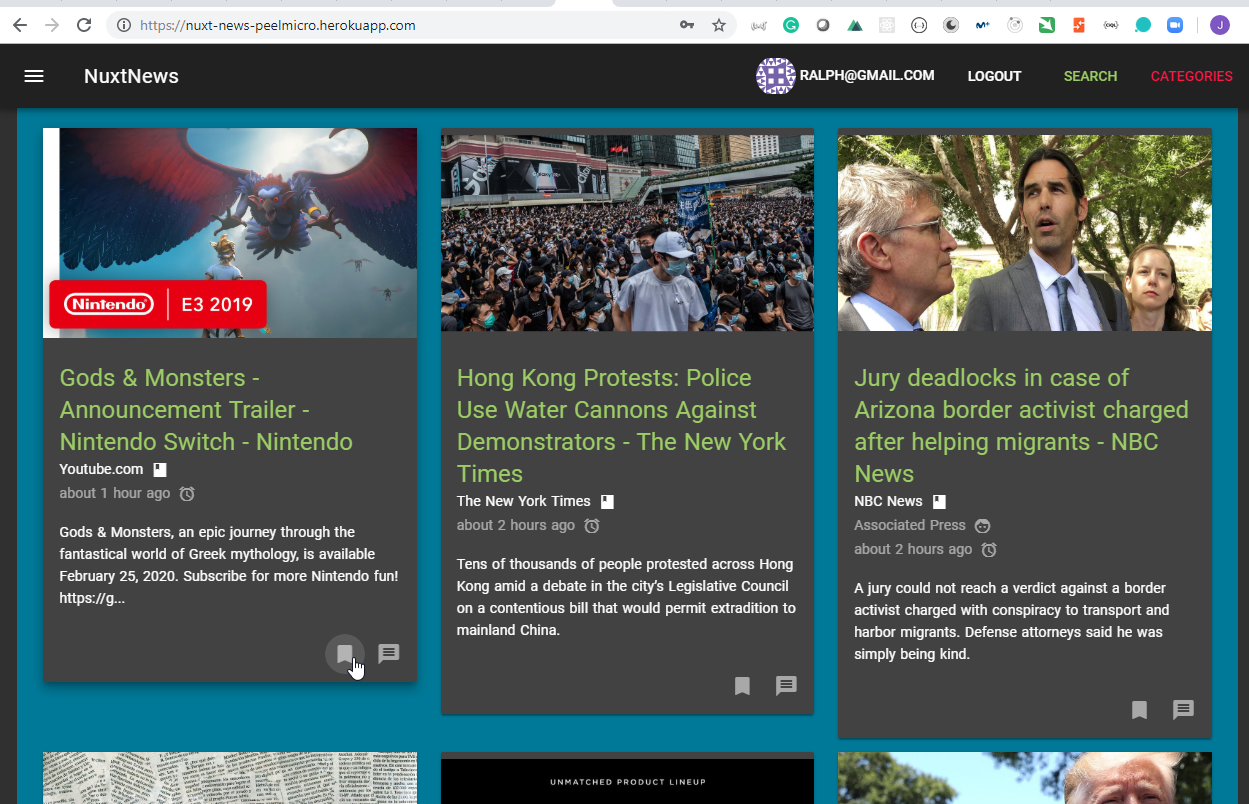 https://nuxt-news-peelmicro.herokuapp.com
J
NuxtNews
RALPH@GMAIL.COM
LOGOUT
SEARCH
CATEGORIES
Nintendo
E3 2019
Gods & Monsters -
Announcement Trailer -
Nintendo Switch - Nintendo
Youtube.com
about 1 hour ago
Gods & Monsters, an epic journey through the
fantastical world of Greek mythology, is available
February 25, 2020. Subscribe for more Nintendo fun!
https://g...
Hong Kong Protests: Police
Use Water Cannons Against
Demonstrators - The New York
Times
The New York Times
about 2 hours ago
Tens of thousands of people protested across Hong
Kong amid a debate in the city's Legislative Council
on a contentious bill that would permit extradition to
mainland China.
Jury deadlocks in case of
Arizona border activist charged
after helping migrants - NBC
News
NBC News
Associated Press
about 2 hours ago
A jury could not reach a verdict against a border
activist charged with conspiracy to transport and
harbor migrants. Defense attorneys said he was
simply being kind.
UNMATCHED PRODUCT LINEUP